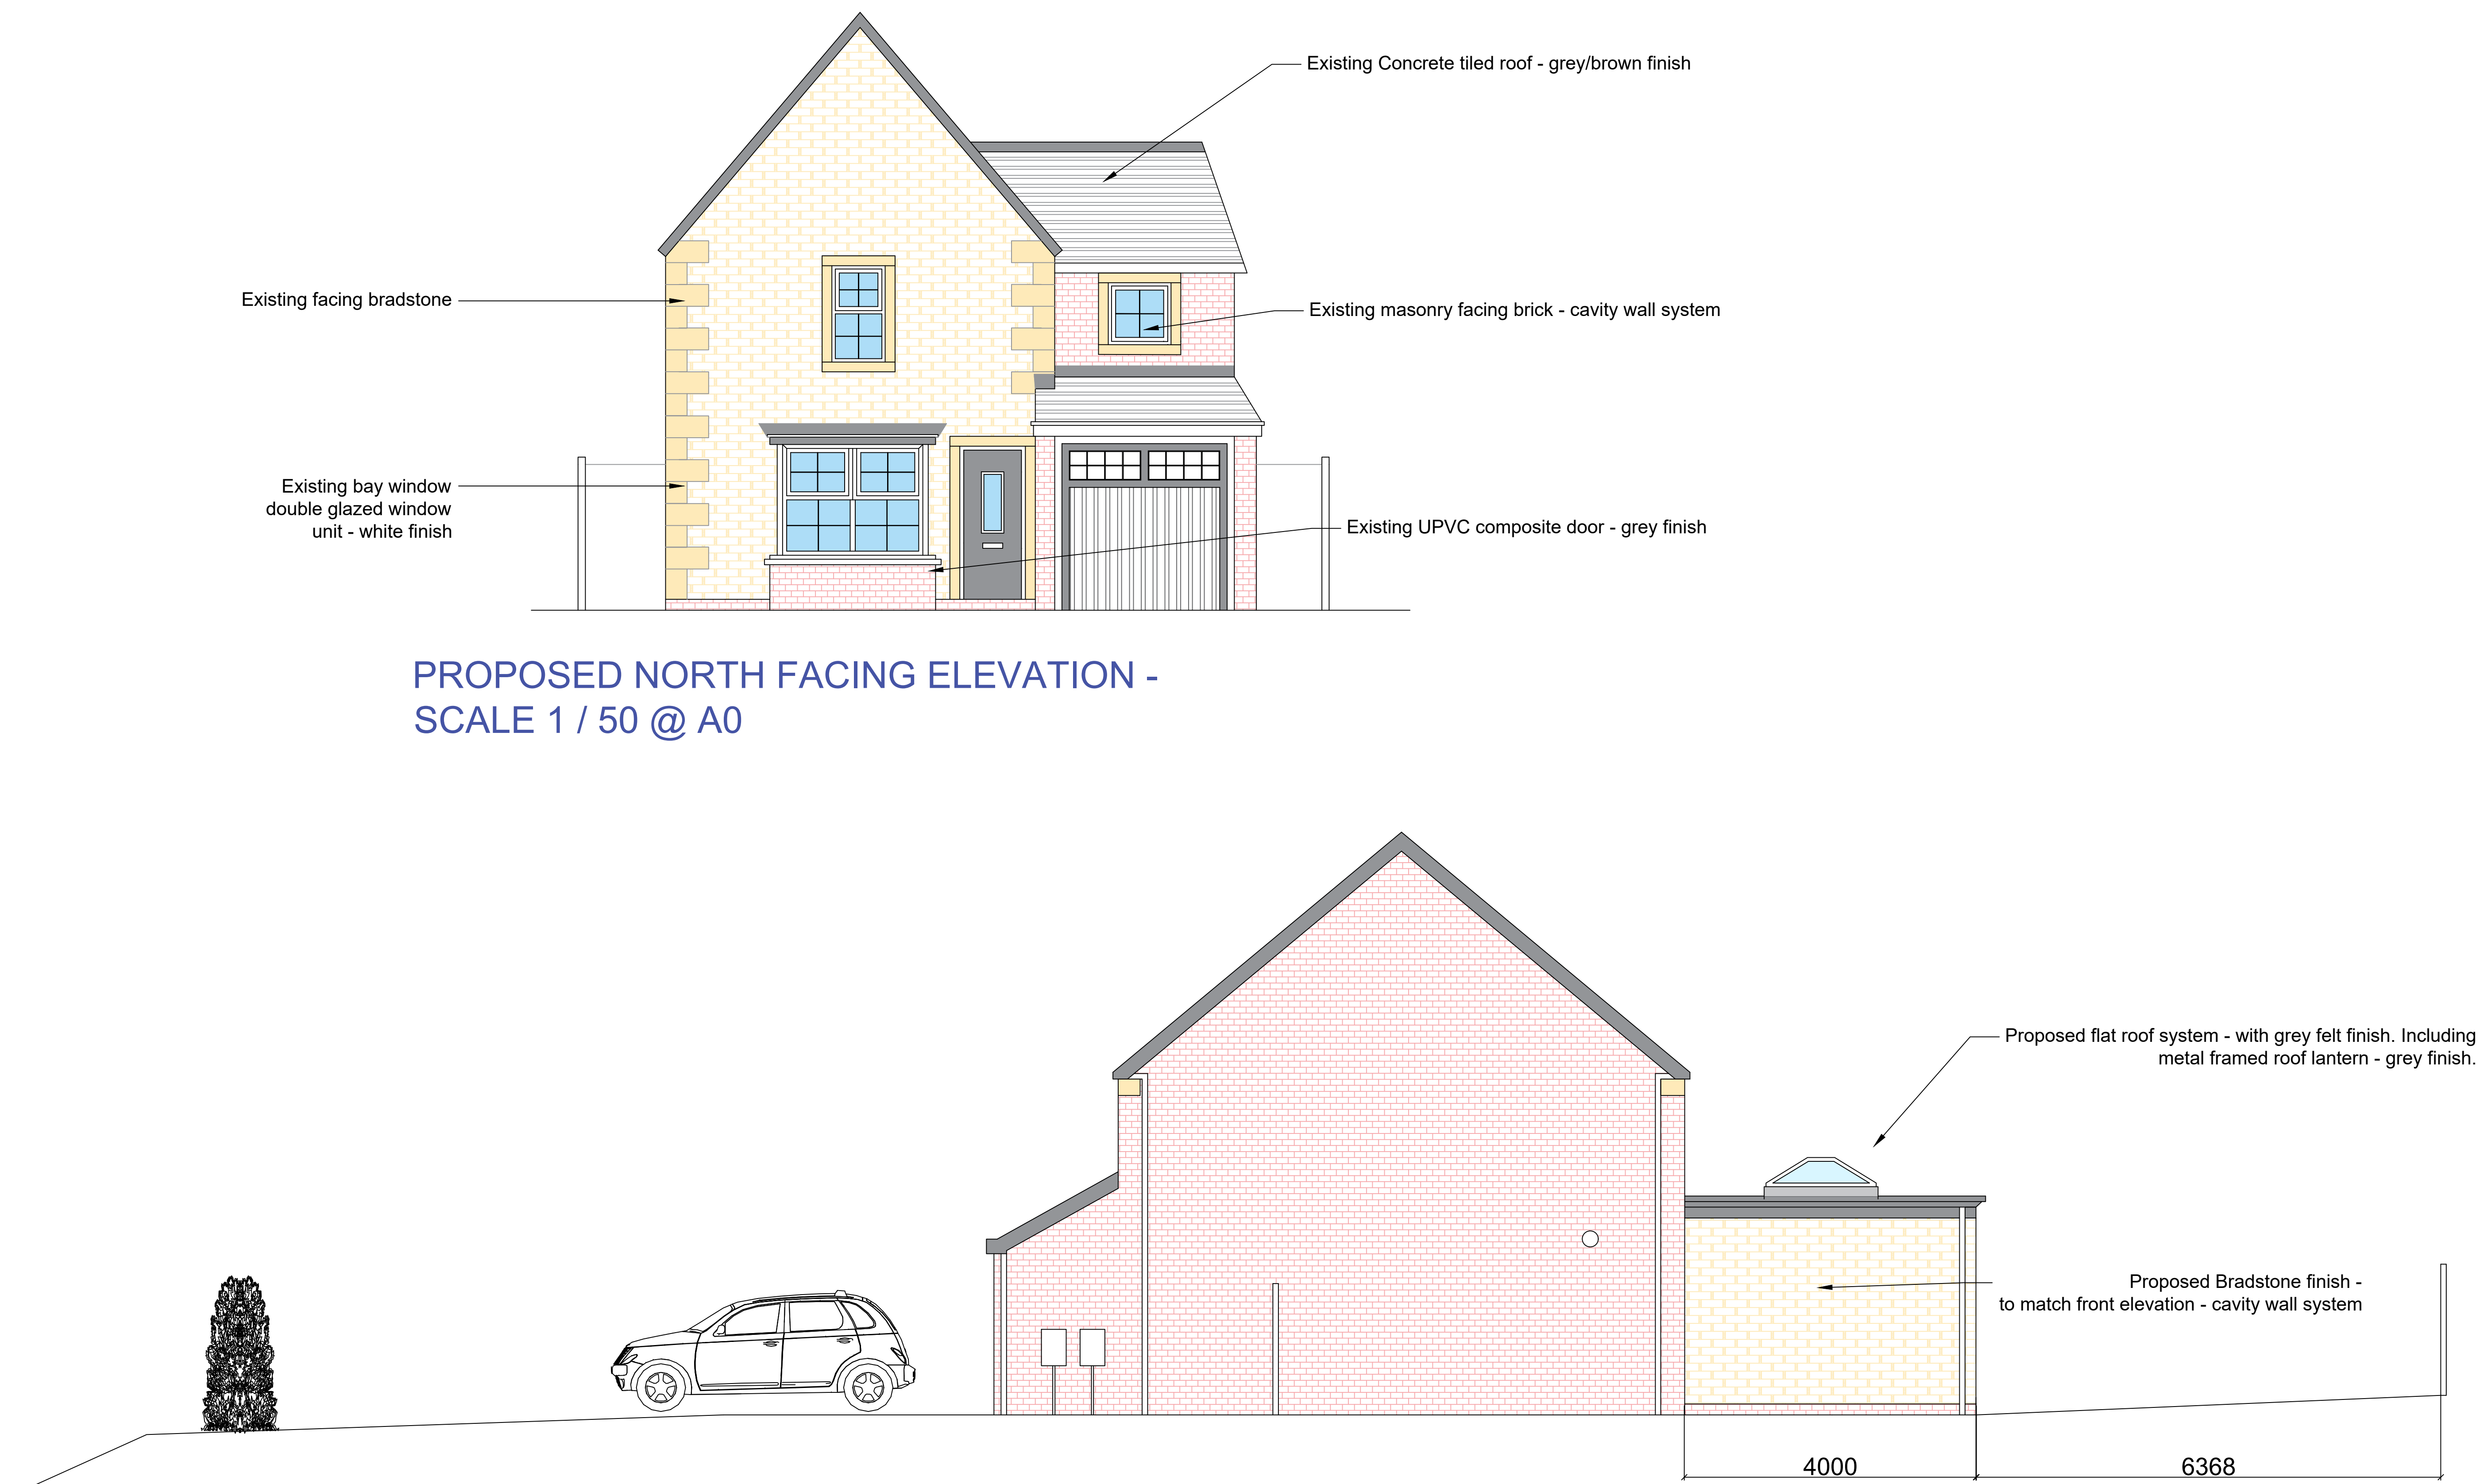 Existing Concrete tiled roof - grey/brown finish
Existing facing bradstone
Existing masonry facing brick - cavity wall system
Existing bay window
double glazed window
unit - white finish
Existing UPVC composite door - grey finish
PROPOSED NORTH FACING ELEVATION -
SCALE 1 / 50 @ A0
Proposed flat roof system - with grey felt finish. Including
metal framed roof lantern - grey finish.
Proposed Bradstone finish -
to match front elevation - cavity wall system
4000
6368